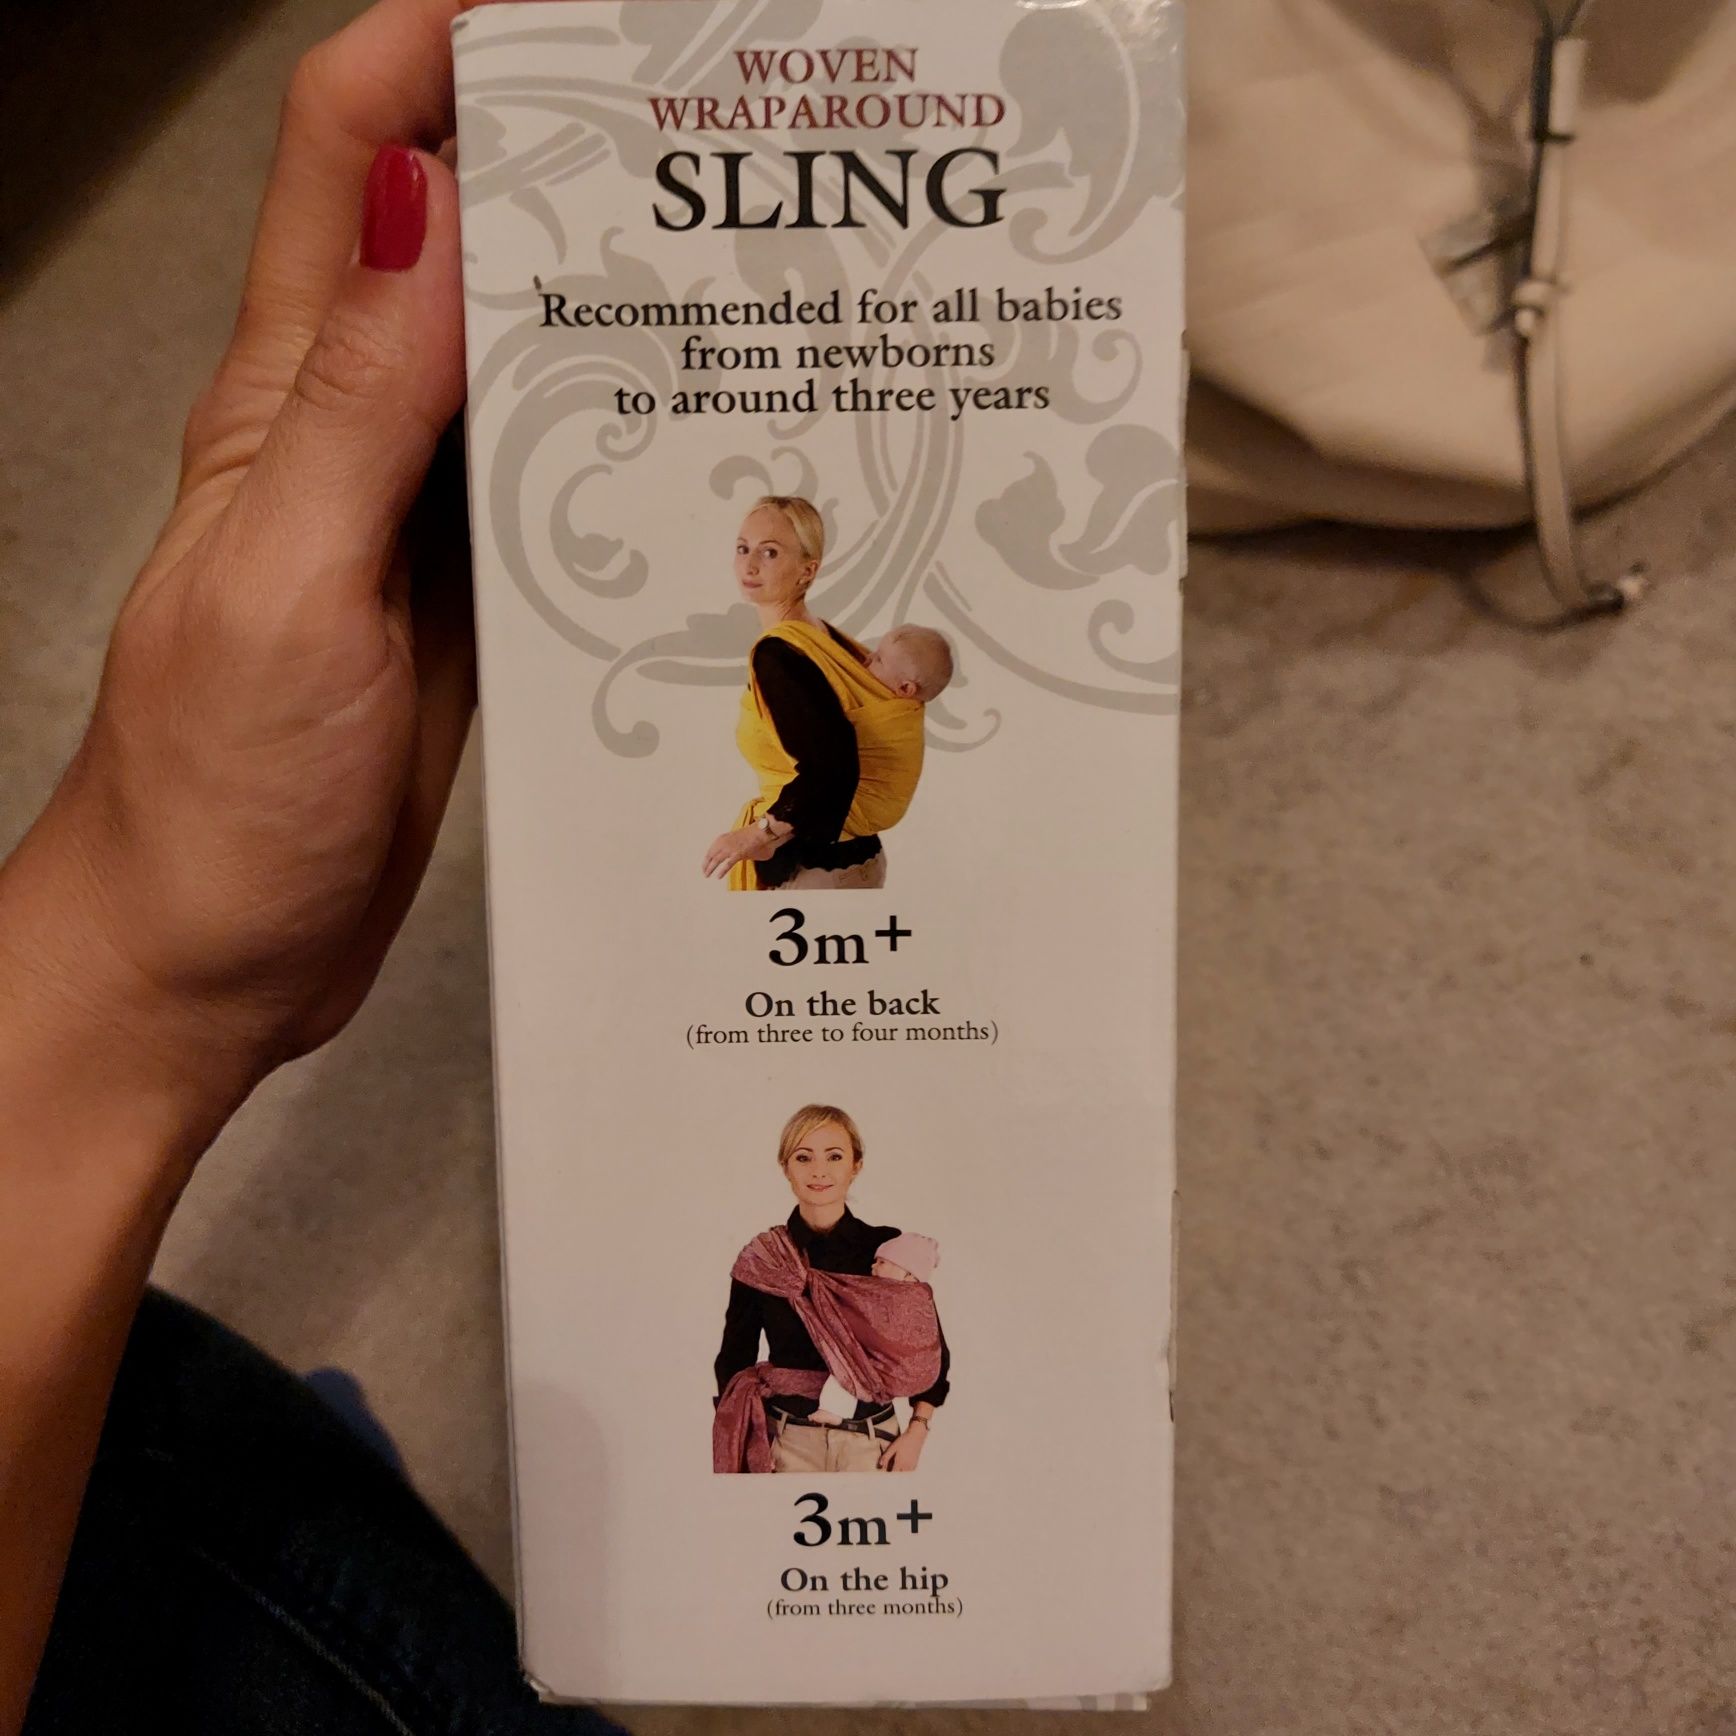 WOVEN
WRAPAROUND
SLING
Recommended for all babies
from newborns
to around three years
3m+
On the back
(from three to four months)
3m+
On the hip
(from three months)